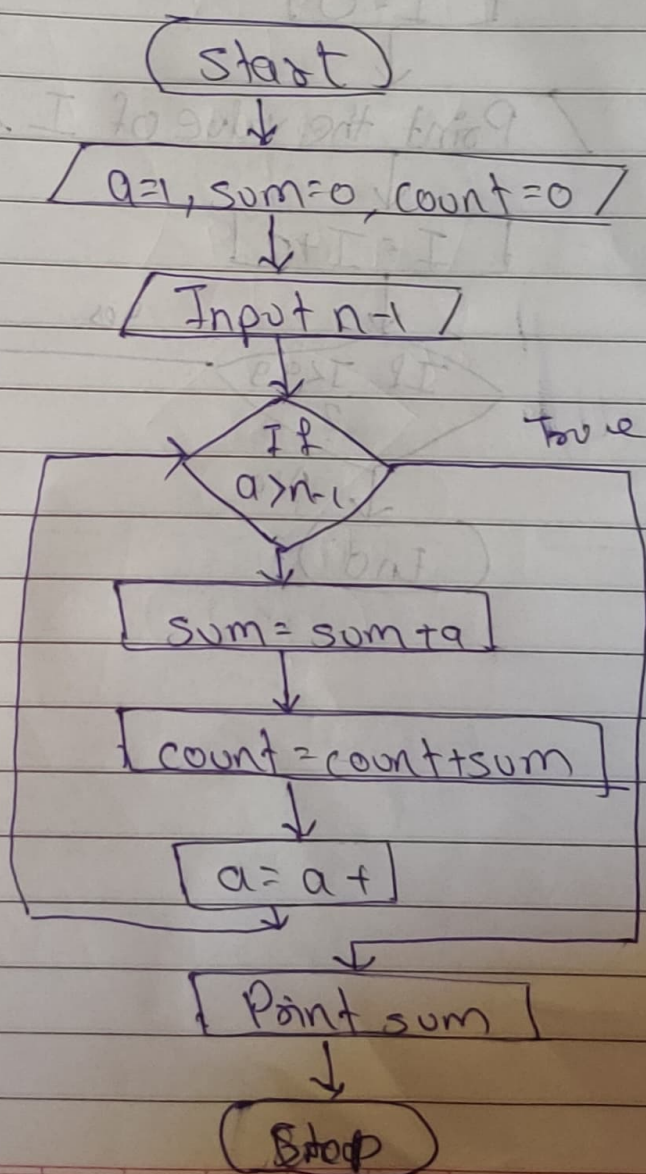 Start
a=1, sum=0, count=0
Input n-1
True
If
a>n-1
sum= sum+a
count=count+sum
a= a+
Print sum
Stop